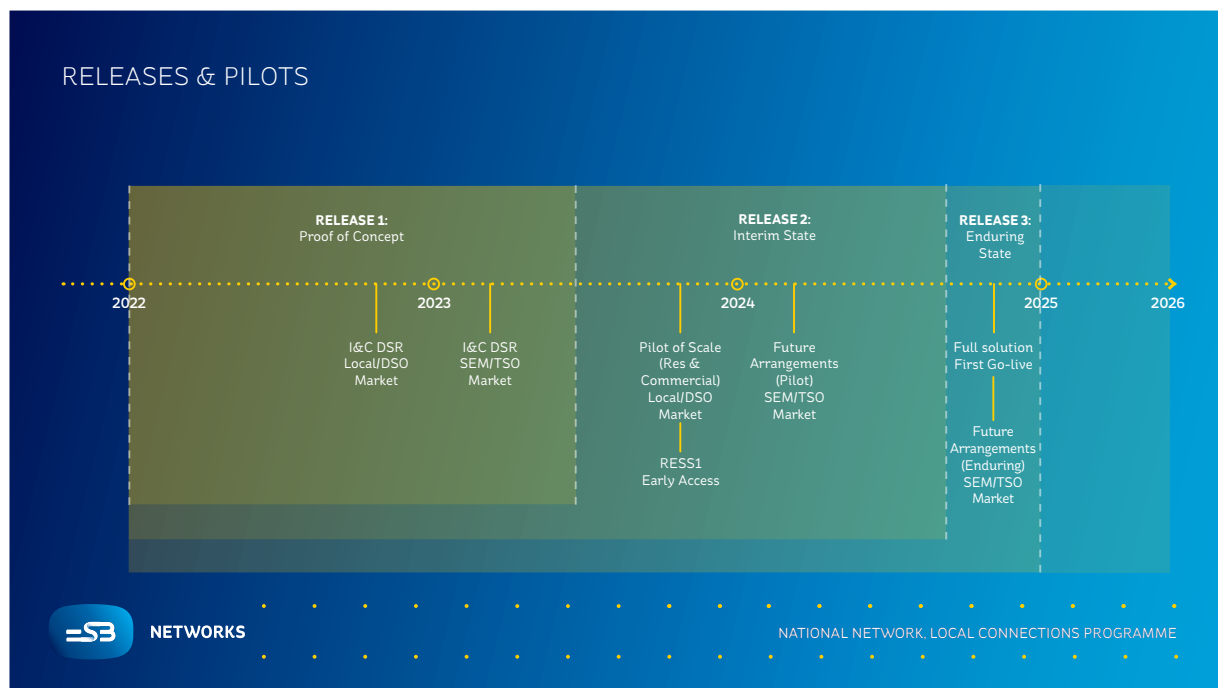 RELEASES & PILOTS
RELEASE 1:
Proof of Concept
RELEASE 2:
Interim State
RELEASE 3:
Enduring
State
2022
2023
2024
2025
2026
I&C DSR
Local/DSO
Market
I&C DSR
SEM/TSO
Market
Pilot of Scale
(Res &
Commercial)
Local/DSO
Market
RESS1
Early Access
Future
Arrangements
(Pilot)
SEM/TSO
Market
Full solution
First Go-live
Future
Arrangements
(Enduring)
SEM/TSO
Market
ESB
NETWORKS
NATIONAL NETWORK, LOCAL CONNECTIONS PROGRAMME